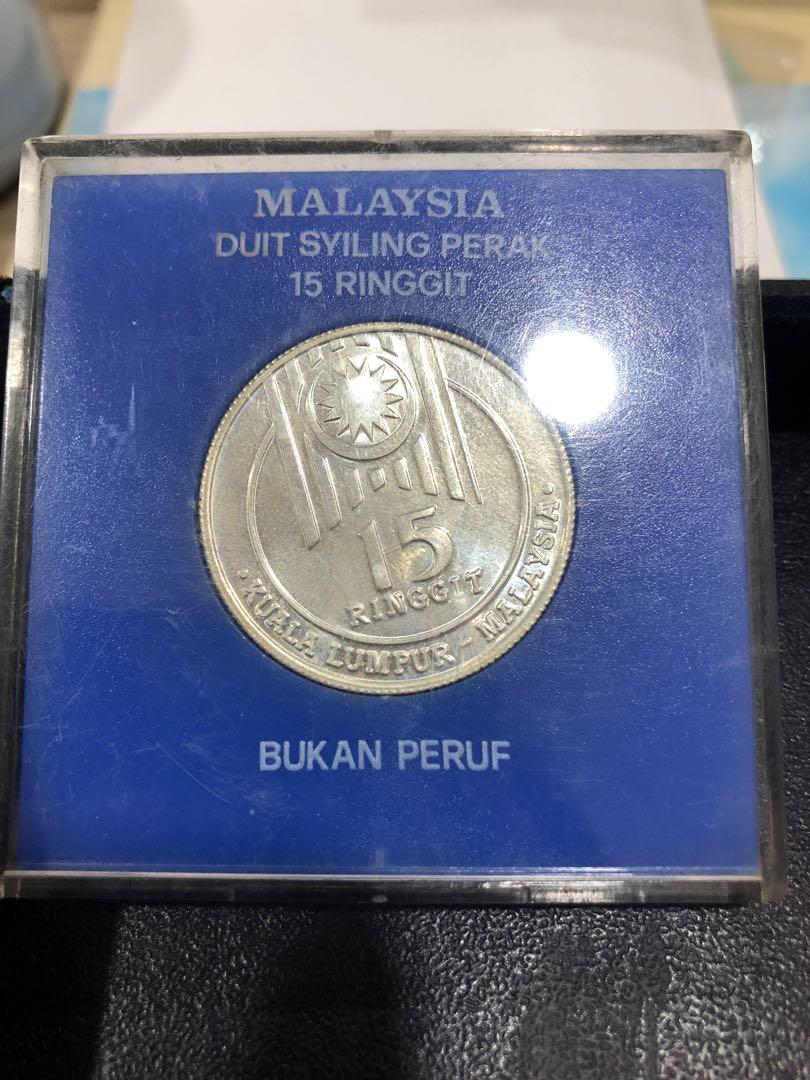 MALAYSIA
DUIT SYILING PERAK
15 RINGGIT
15
RINGGIT
• KUALA LUMPUR - MALAYSIA •
BUKAN PERUF